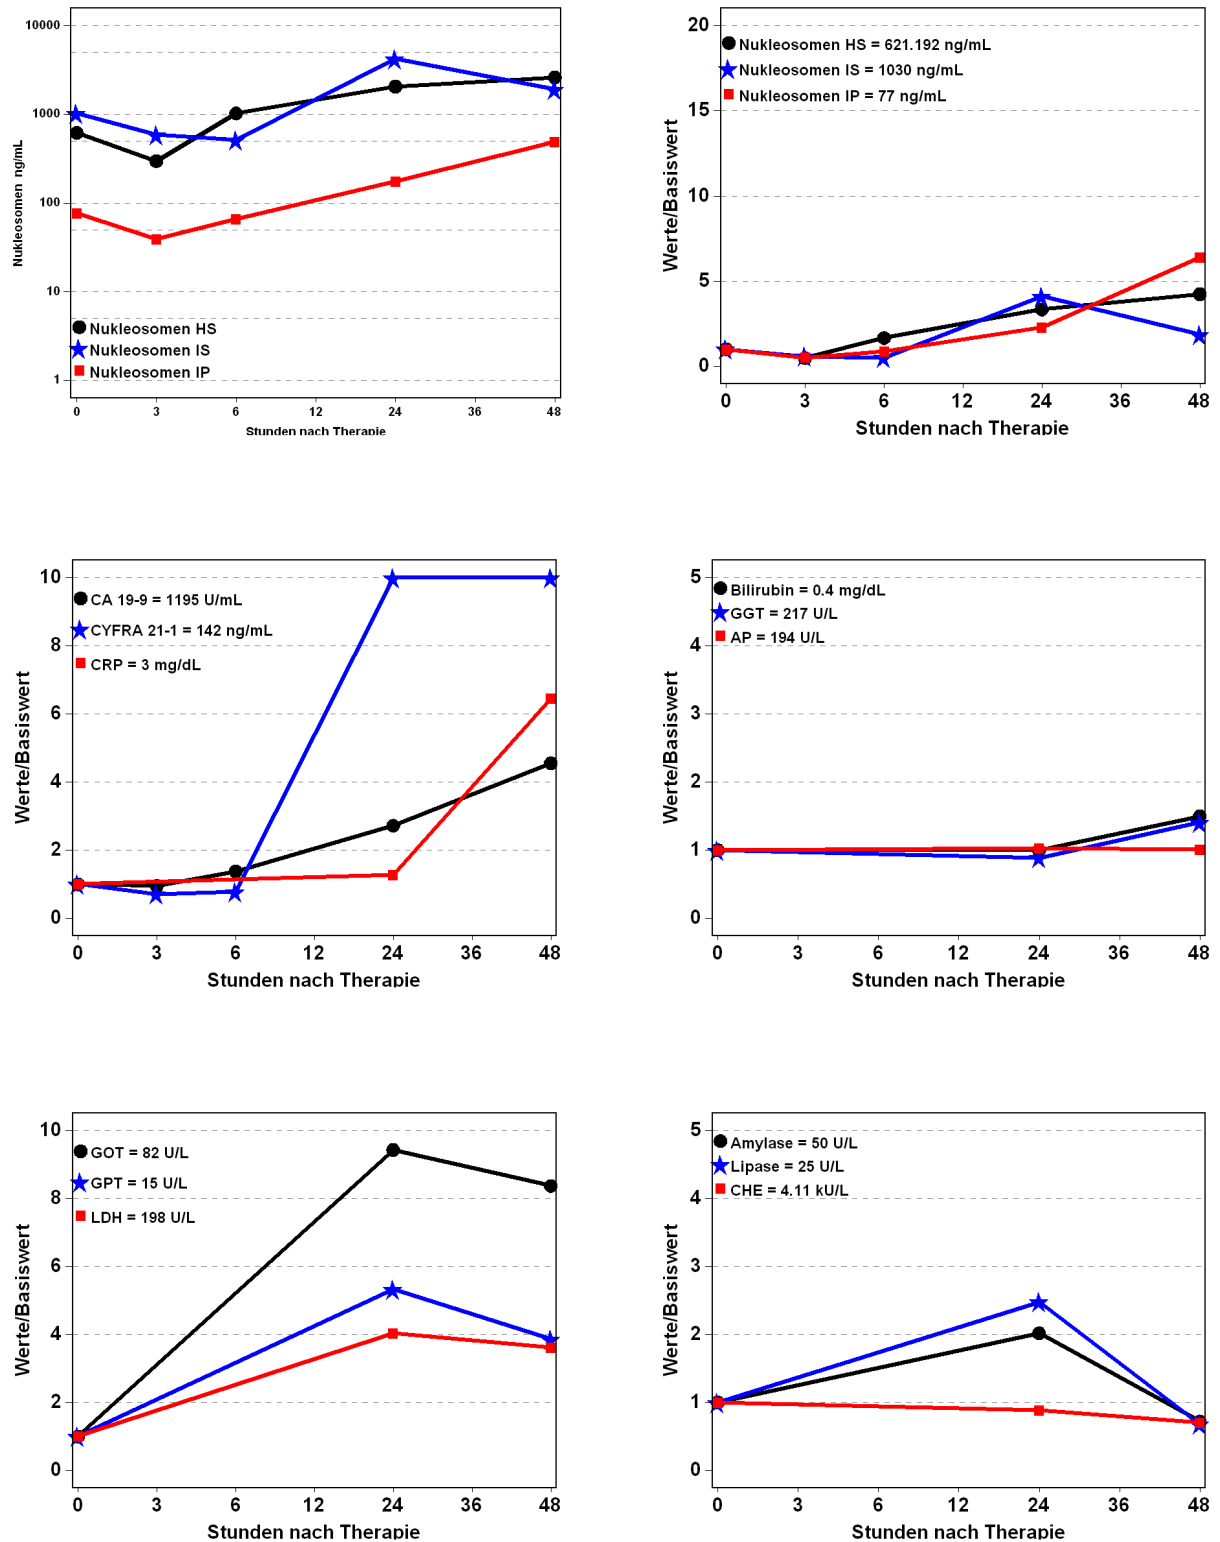 10000
1000
100
10
1
Nukleosomen ng/mL
Nukleosomen HS
Nukleosomen IS
Nukleosomen IP
0 3 6 12 24 36 48
Stunden nach Therapie
20
15
10
5
0
Werte/Basiswert
Nukleosomen HS = 621.192 ng/mL
Nukleosomen IS = 1030 ng/mL
Nukleosomen IP = 77 ng/mL
0 3 6 12 24 36 48
Stunden nach Therapie
10
8
6
4
2
0
Werte/Basiswert
CA 19-9 = 1195 U/mL
CYFRA 21-1 = 142 ng/mL
CRP = 3 mg/dL
0 3 6 12 24 36 48
Stunden nach Therapie
5
4
3
2
1
0
Werte/Basiswert
Bilirubin = 0.4 mg/dL
GGT = 217 U/L
AP = 194 U/L
0 3 6 12 24 36 48
Stunden nach Therapie
10
8
6
4
2
0
Werte/Basiswert
GOT = 82 U/L
GPT = 15 U/L
LDH = 198 U/L
0 3 6 12 24 36 48
Stunden nach Therapie
5
4
3
2
1
0
Werte/Basiswert
Amylase = 50 U/L
Lipase = 25 U/L
CHE = 4.11 kU/L
0 3 6 12 24 36 48
Stunden nach Therapie